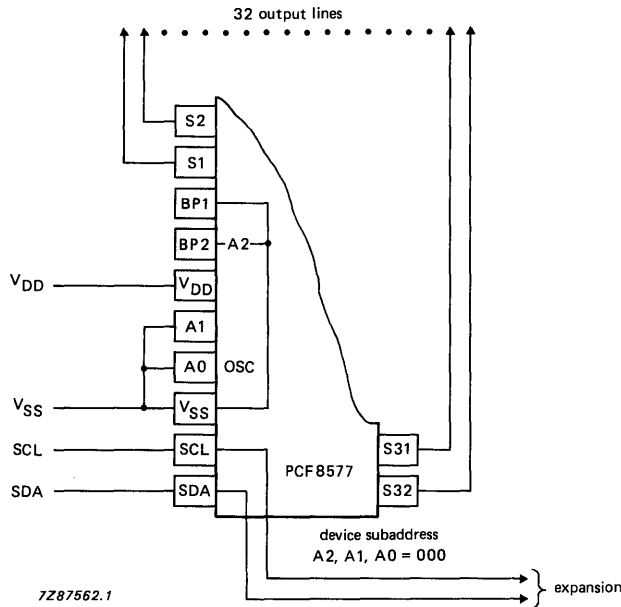 32 output lines
S2
S1
BP1
BP2 A2
VDD VDD
A1
A0 OSC
VSS VSS
SCL SCL S31
PCF8577
SDA SDA S32
device subaddress
A2, A1, A0 = 000
expansion
7Z87562.1